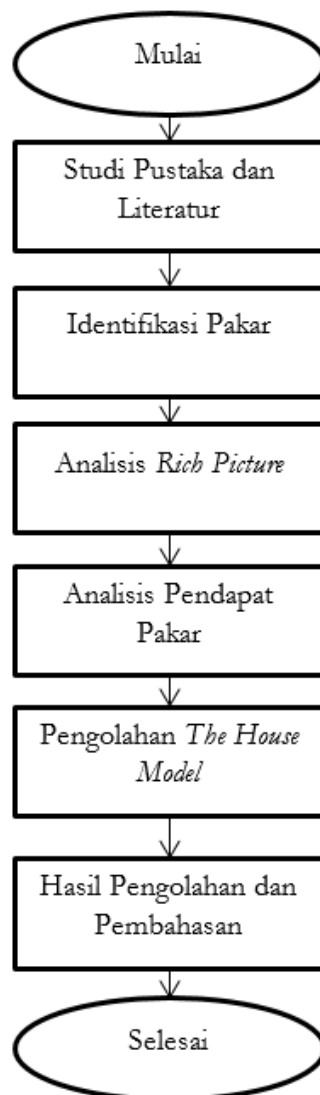 Mulai
Studi Pustaka dan
Literatur
Identifikasi Pakar
Analisis Rich Picture
Analisis Pendapat
Pakar
Pengolahan The House
Model
Hasil Pengolahan dan
Pembahasan
Selesai